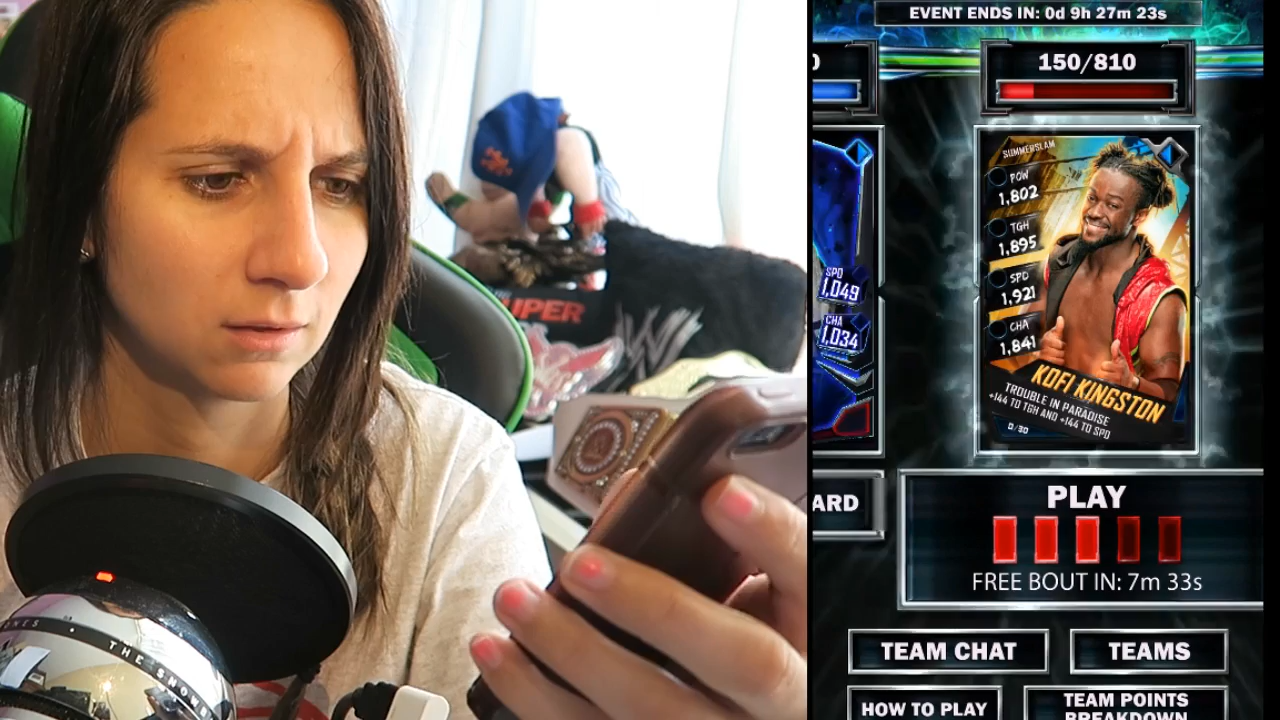 EVENT ENDS IN: 0d 9h 27m 23s
150/810
SUMMERSLAM
POW
1,802
TGH
1,895
SPD
1,921
CHA
1,841
KOFI KINGSTON
TROUBLE IN PARADISE
+144 TO TGH AND +144 TO SPD
0/30
SPD
1,049
CHA
1,034
ARD
PLAY
FREE BOUT IN: 7m 33s
TEAM CHAT
TEAMS
HOW TO PLAY
TEAM POINTS
BREAKDOWN
UPER
THE SNOWB